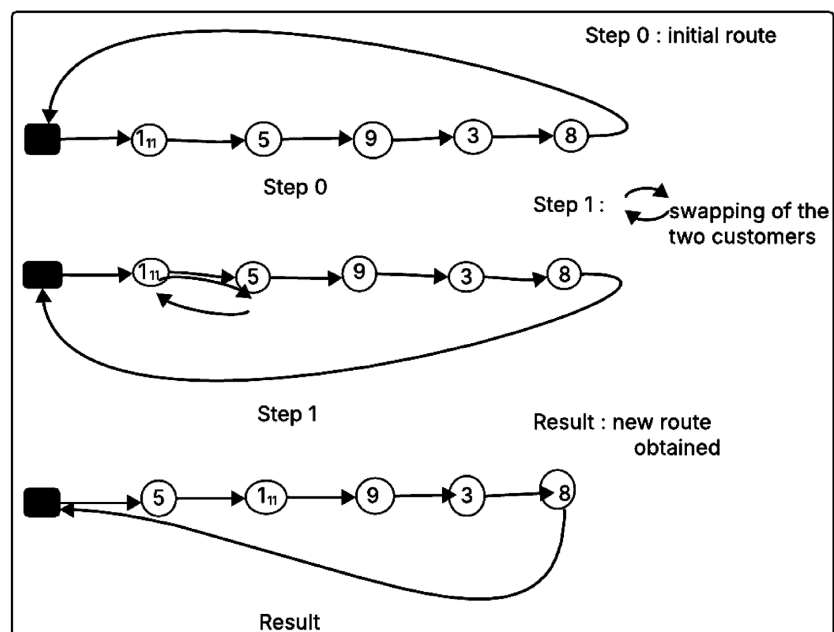 Step 0 : initial route
1₁₁ 5 9 3 8
Step 0
Step 1 :
swapping of the
two customers
1₁₁ 5 9 3 8
Step 1
Result : new route
obtained
5 1₁₁ 9 3 8
Result